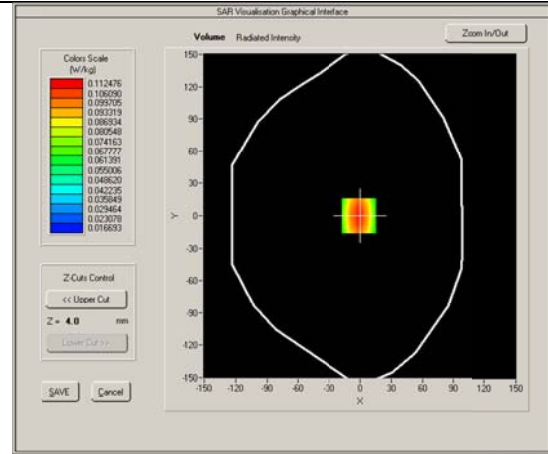 SAR Visualisation Graphical Interface
Volume Radiated Intensity
Zoom In/Out
Colors Scale
(W/kg)
0.112476
0.106090
0.099705
0.093319
0.086934
0.080548
0.074163
0.067777
0.061391
0.055006
0.048620
0.042235
0.035849
0.029464
0.023078
0.016693
Z-Cuts Control
<< Upper Cut
Z = 4.0 mm
Lower Cut >>
SAVE Cancel
150
120
90
60
30
0
-30
-60
-90
-120
-150
Y
-150 -120 -90 -60 -30 0 30 60 90 120 150
X